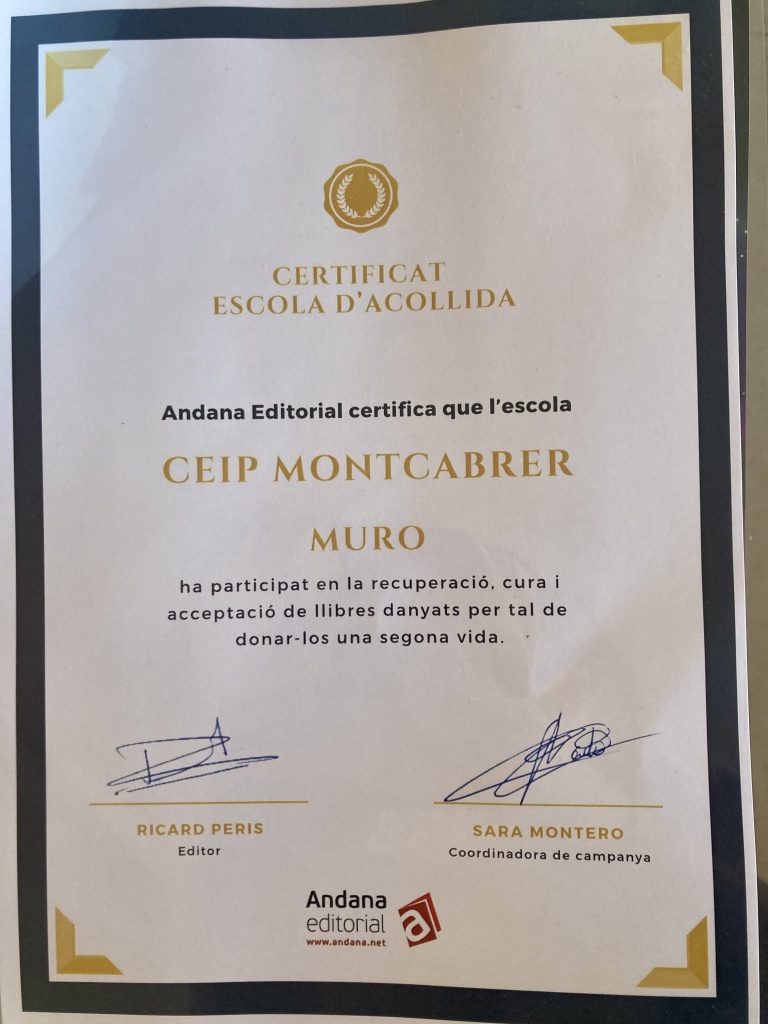 CERTIFICAT
ESCOLA D'ACOLLIDA
Andana Editorial certifica que l'escola
CEIP MONTCABRER
MURO
ha participat en la recuperació, cura i
acceptació de llibres danyats per tal de
donar-los una segona vida.
RICARD PERIS
Editor
SARA MONTERO
Coordinadora de campanya
Andana
editorial
www.andana.net
a